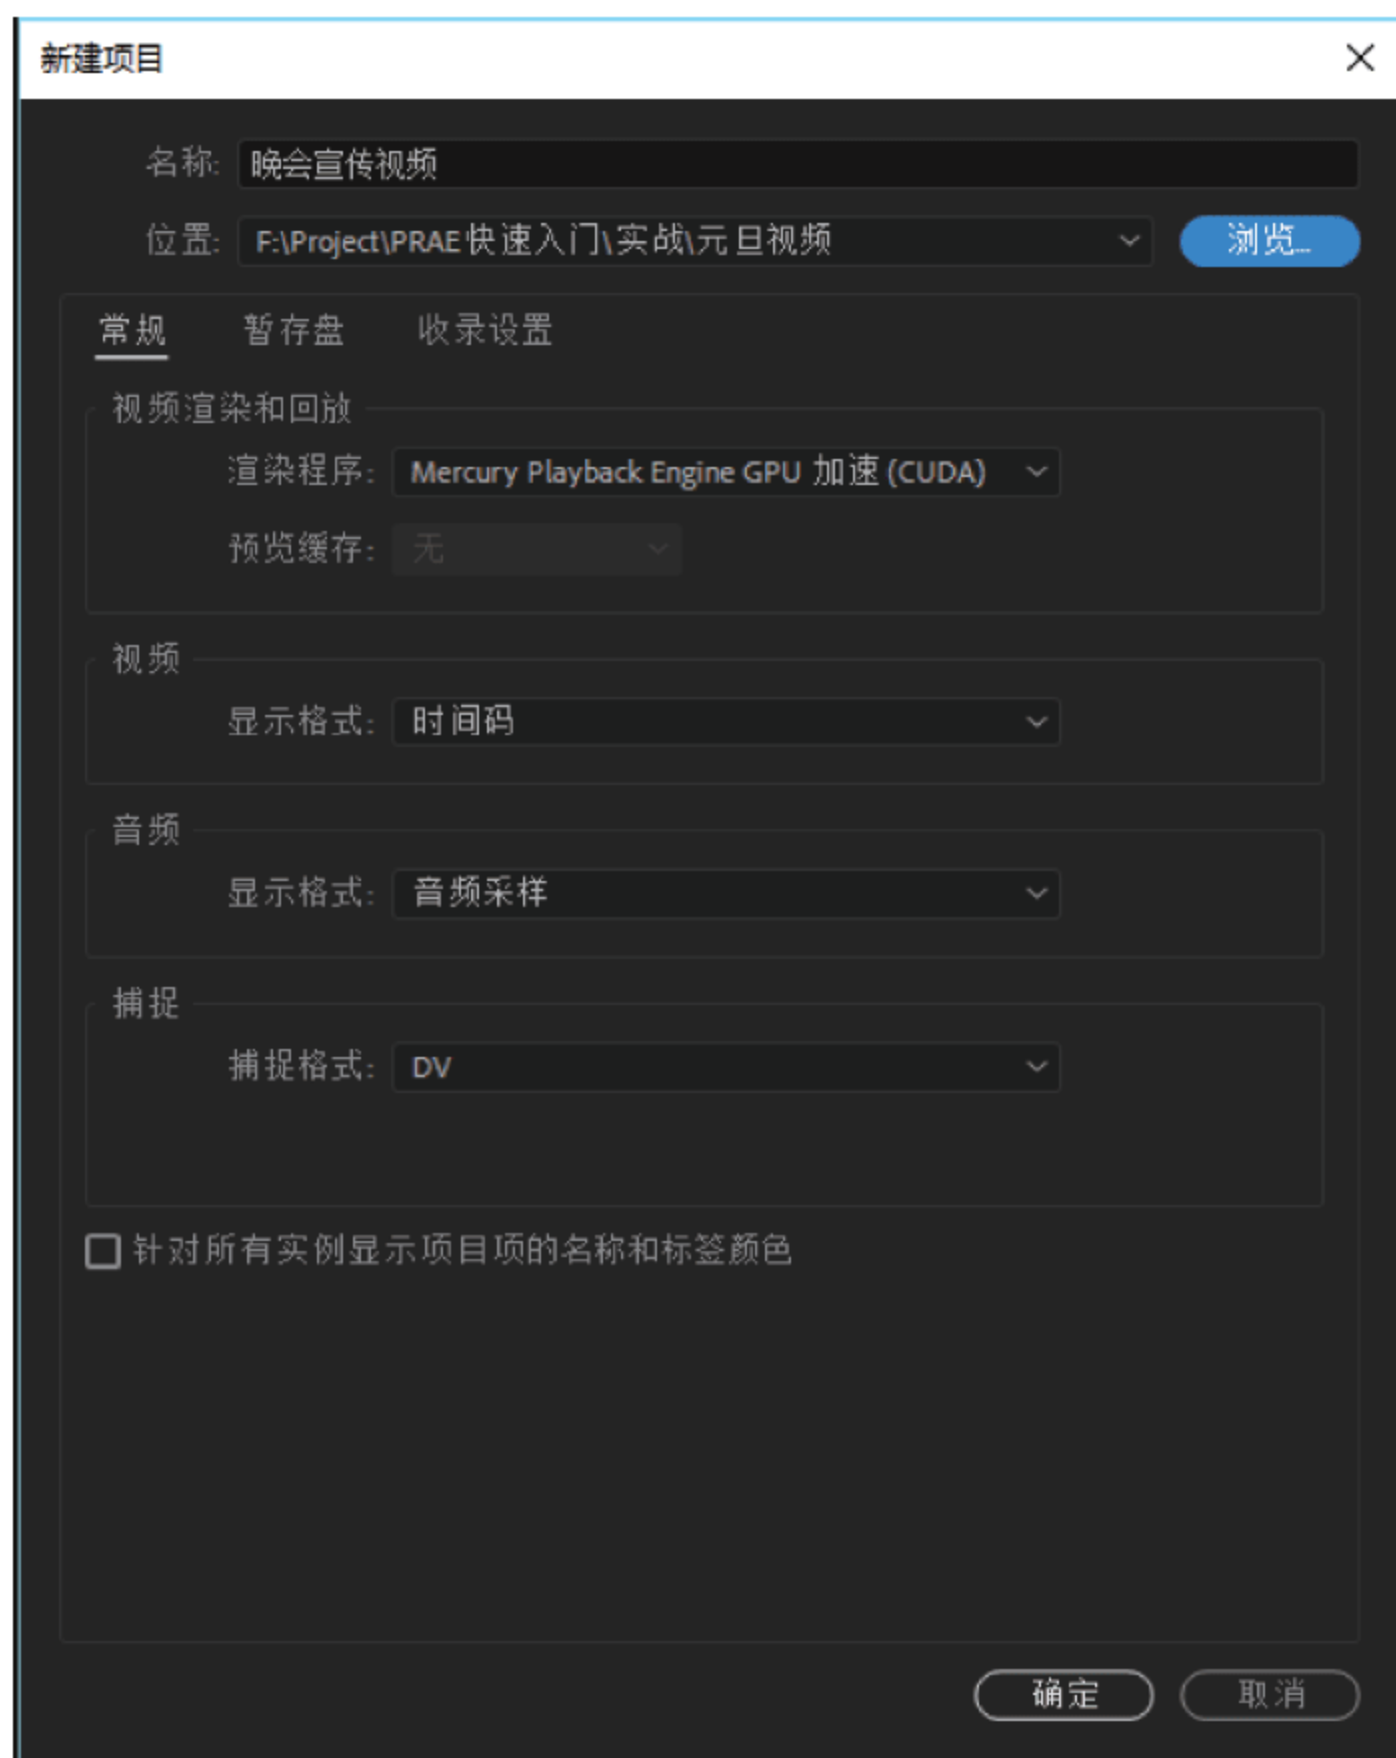 新建项目
名称: 晚会宣传视频
位置: F:\Project\PRAE快速入门\实战\元旦视频 浏览...
常规 暂存盘 收录设置
视频渲染和回放
渲染程序: Mercury Playback Engine GPU 加速 (CUDA)
预览缓存: 无
视频
显示格式: 时间码
音频
显示格式: 音频采样
捕捉
捕捉格式: DV
针对所有实例显示项目项的名称和标签颜色
确定 取消